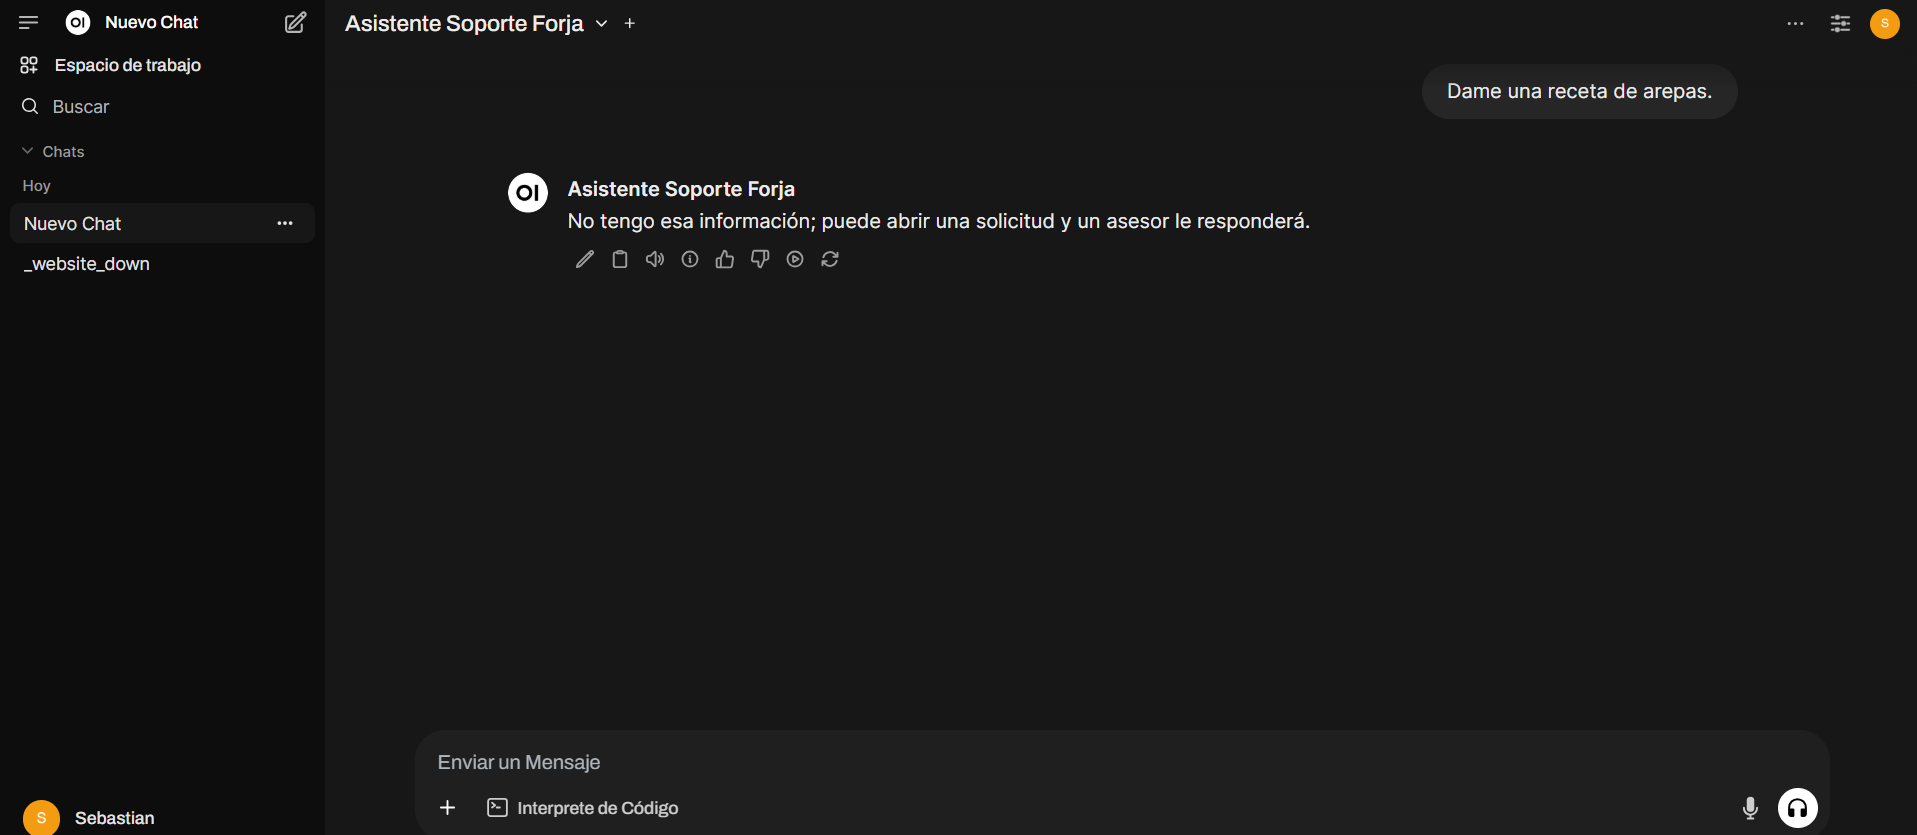 OI Nuevo Chat
Espacio de trabajo
Buscar
Chats
Hoy
Nuevo Chat
_website_down
S Sebastian
Asistente Soporte Forja
S
Dame una receta de arepas.
OI Asistente Soporte Forja
No tengo esa información; puede abrir una solicitud y un asesor le responderá.
Enviar un Mensaje
Interprete de Código